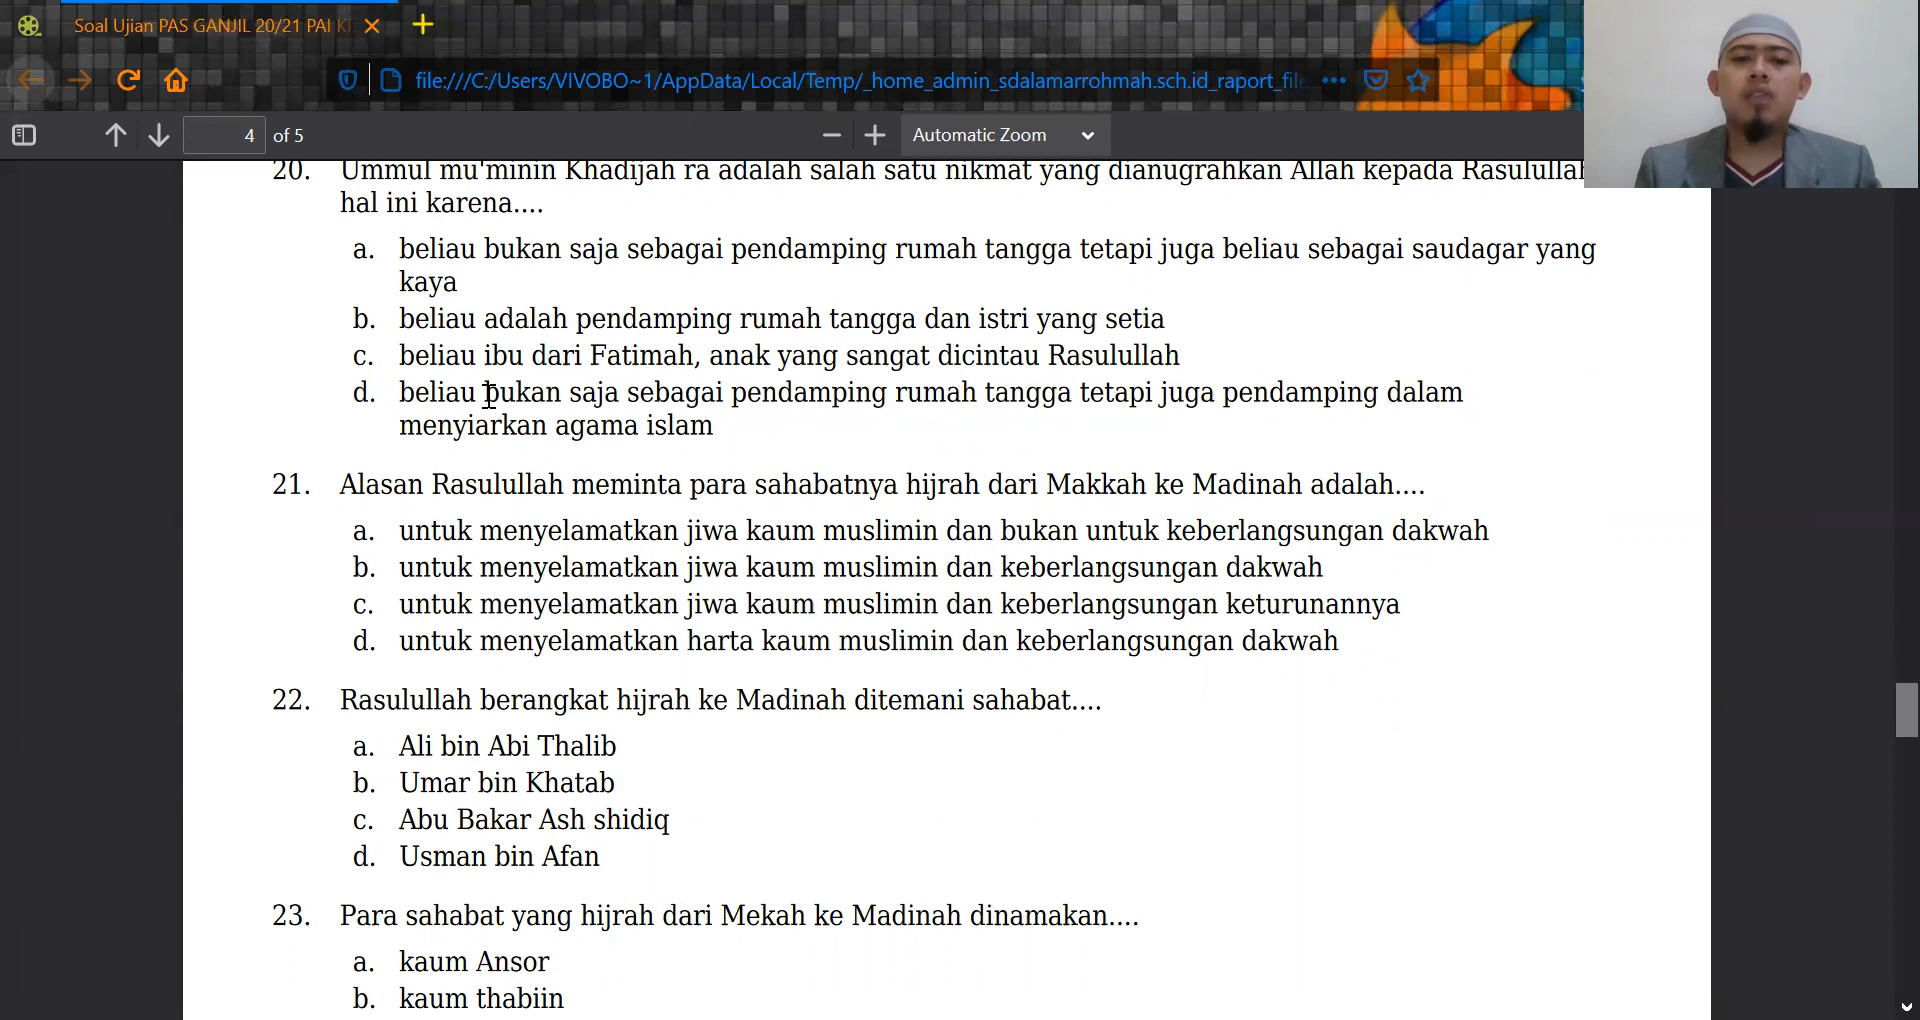 Soal Ujian PAS GANJIL 20/21 PAI
file:///C:/Users/VIVOBO~1/AppData/Local/Temp/_home_admin_sdalamarrohmah.sch.id_raport_file
4 of 5
Automatic Zoom
20. Ummul mu'minin Khadijah ra adalah salah satu nikmat yang dianugrahkan Allah kepada Rasulullah
hal ini karena....
a. beliau bukan saja sebagai pendamping rumah tangga tetapi juga beliau sebagai saudagar yang
kaya
b. beliau adalah pendamping rumah tangga dan istri yang setia
c. beliau ibu dari Fatimah, anak yang sangat dicintau Rasulullah
d. beliau bukan saja sebagai pendamping rumah tangga tetapi juga pendamping dalam
menyiarkan agama islam
21. Alasan Rasulullah meminta para sahabatnya hijrah dari Makkah ke Madinah adalah....
a. untuk menyelamatkan jiwa kaum muslimin dan bukan untuk keberlangsungan dakwah
b. untuk menyelamatkan jiwa kaum muslimin dan keberlangsungan dakwah
c. untuk menyelamatkan jiwa kaum muslimin dan keberlangsungan keturunannya
d. untuk menyelamatkan harta kaum muslimin dan keberlangsungan dakwah
22. Rasulullah berangkat hijrah ke Madinah ditemani sahabat....
a. Ali bin Abi Thalib
b. Umar bin Khatab
c. Abu Bakar Ash shidiq
d. Usman bin Afan
23. Para sahabat yang hijrah dari Mekah ke Madinah dinamakan....
a. kaum Ansor
b. kaum thabiin